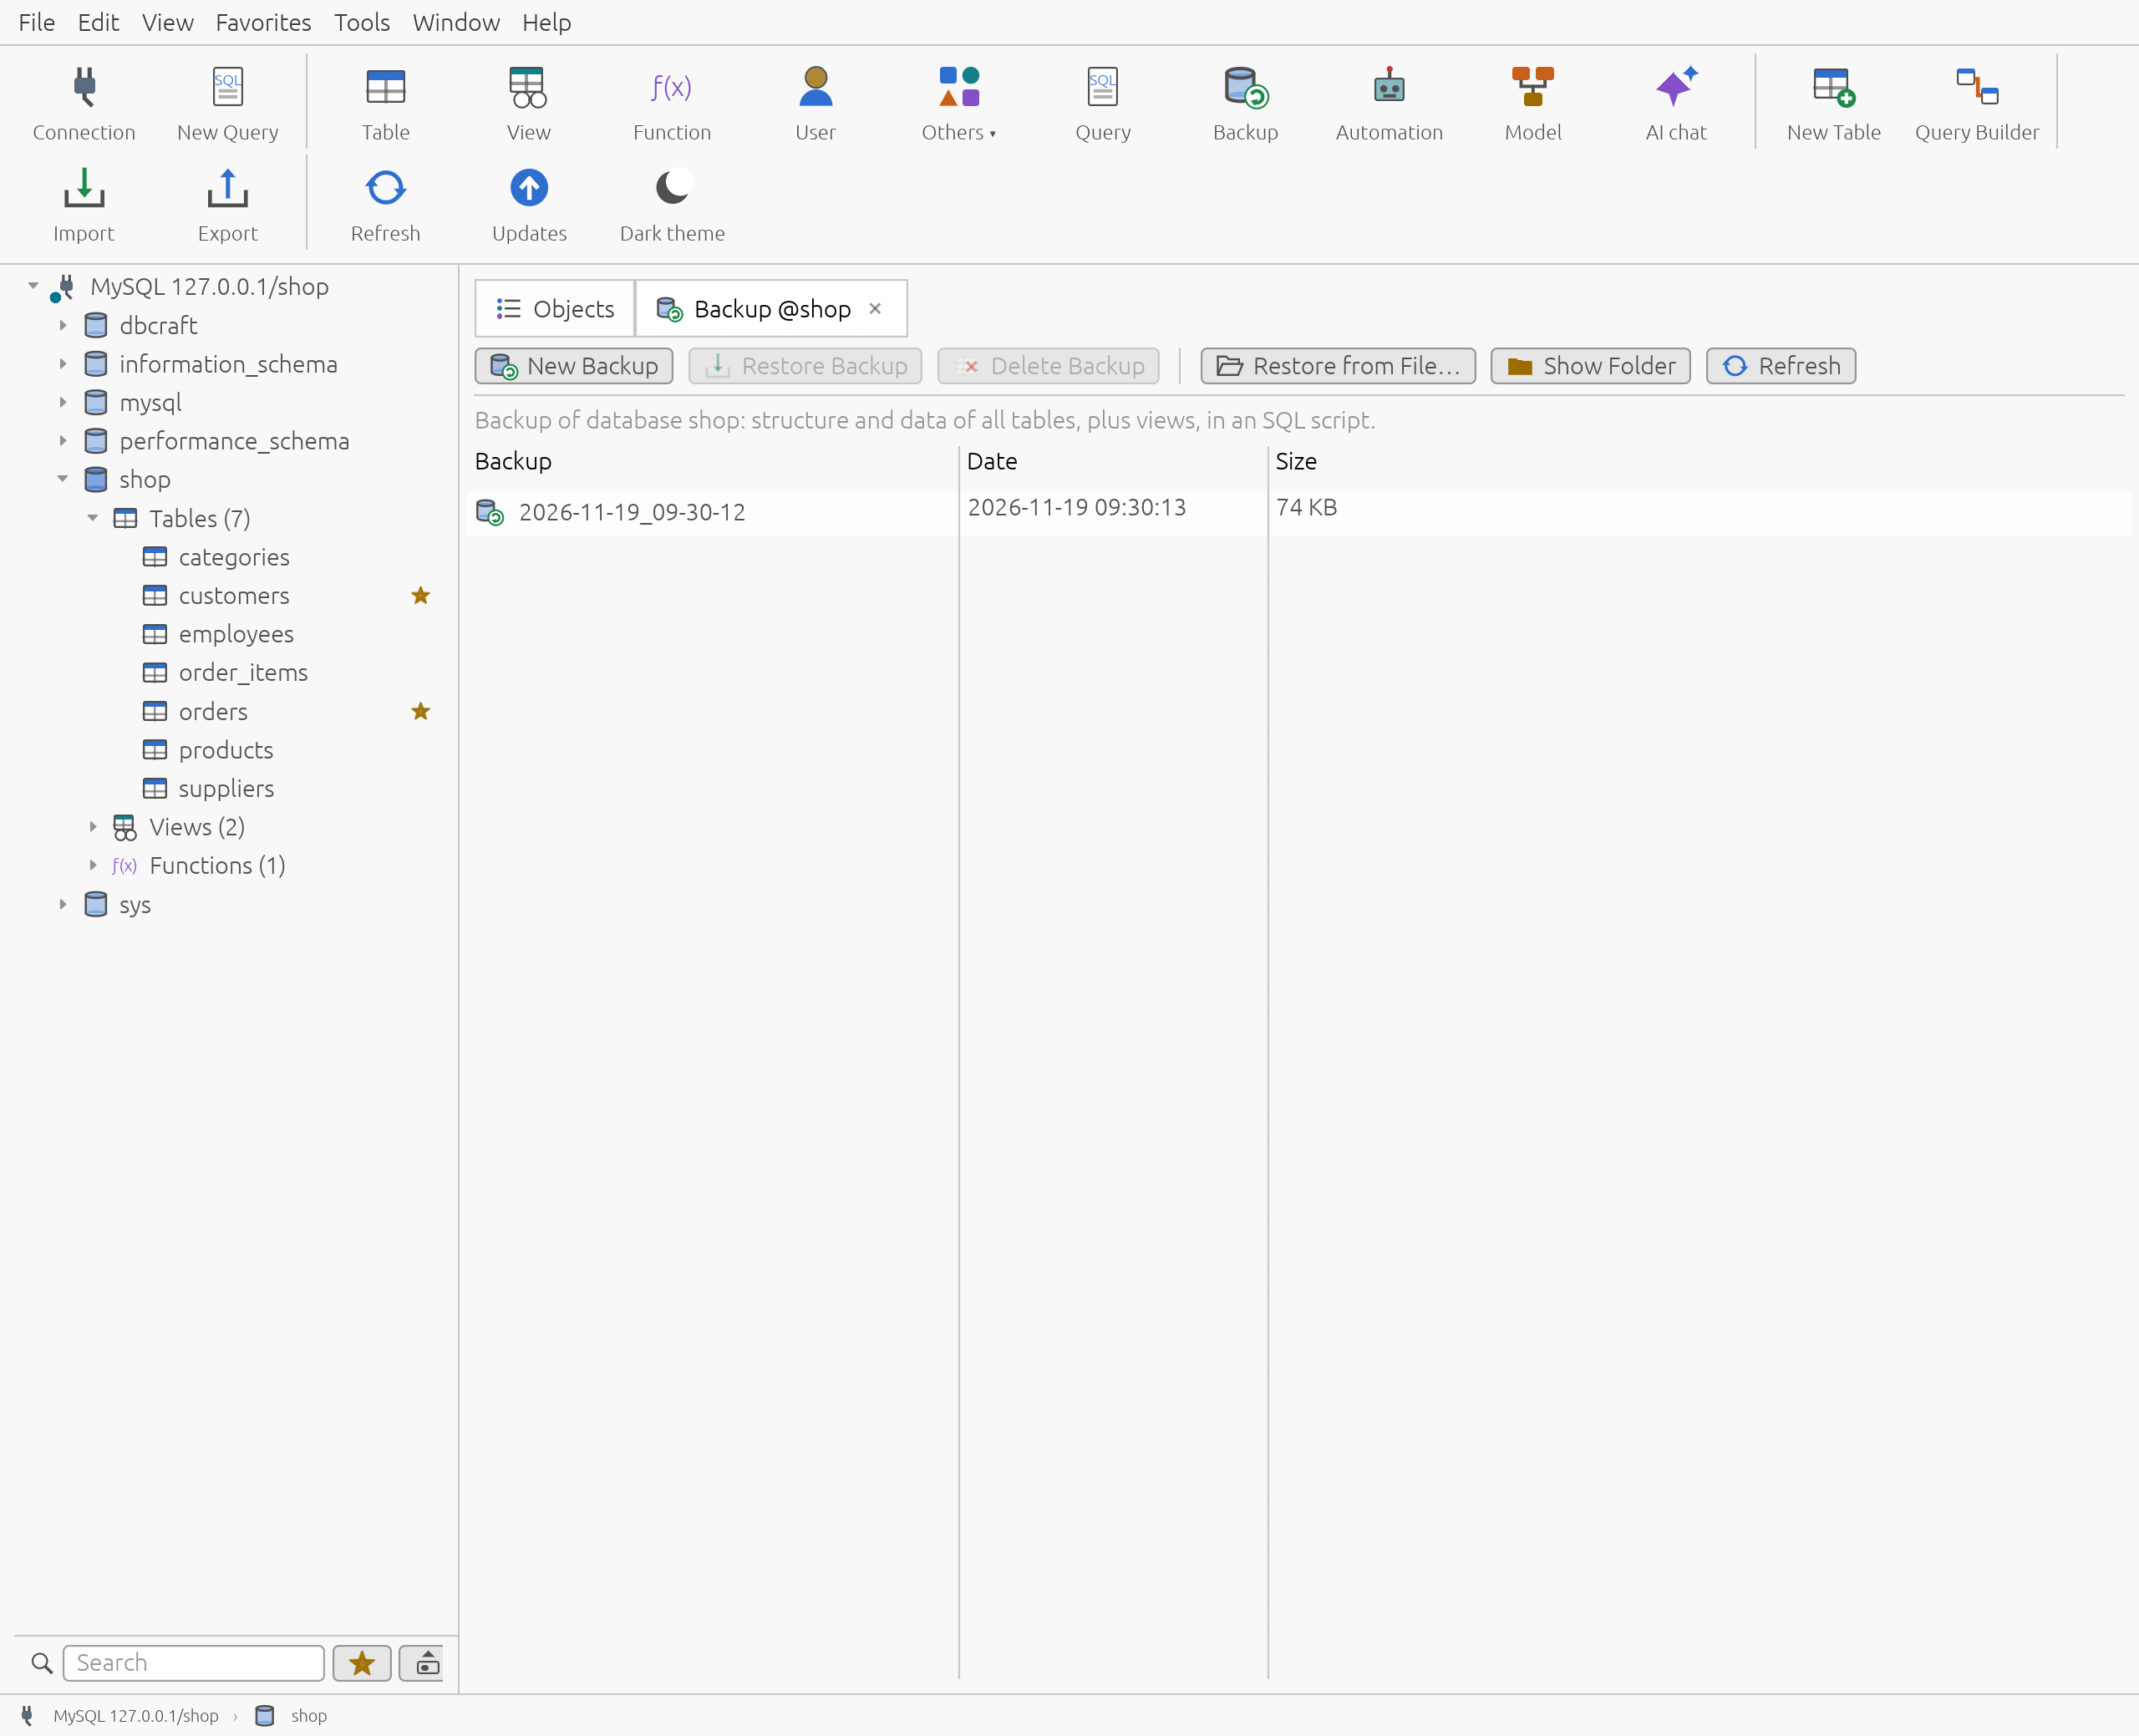 File Edit View Favorites Tools Window Help
Connection
SQL
New Query
Table
View
ƒ(x)
Function
User
Others ▾
SQL
Query
Backup
Automation
Model
AI chat
New Table
Query Builder
Import
Export
Refresh
Updates
Dark theme
MySQL 127.0.0.1/shop
dbcraft
information_schema
mysql
performance_schema
shop
Tables (7)
categories
customers
employees
order_items
orders
products
suppliers
Views (2)
ƒ(x) Functions (1)
sys
Search
Objects
Backup @shop ×
New Backup
Restore Backup
Delete Backup
Restore from File...
Show Folder
Refresh
Backup of database shop: structure and data of all tables, plus views, in an SQL script.
Backup Date Size
2026-11-19_09-30-12 2026-11-19 09:30:13 74 KB
MySQL 127.0.0.1/shop › shop